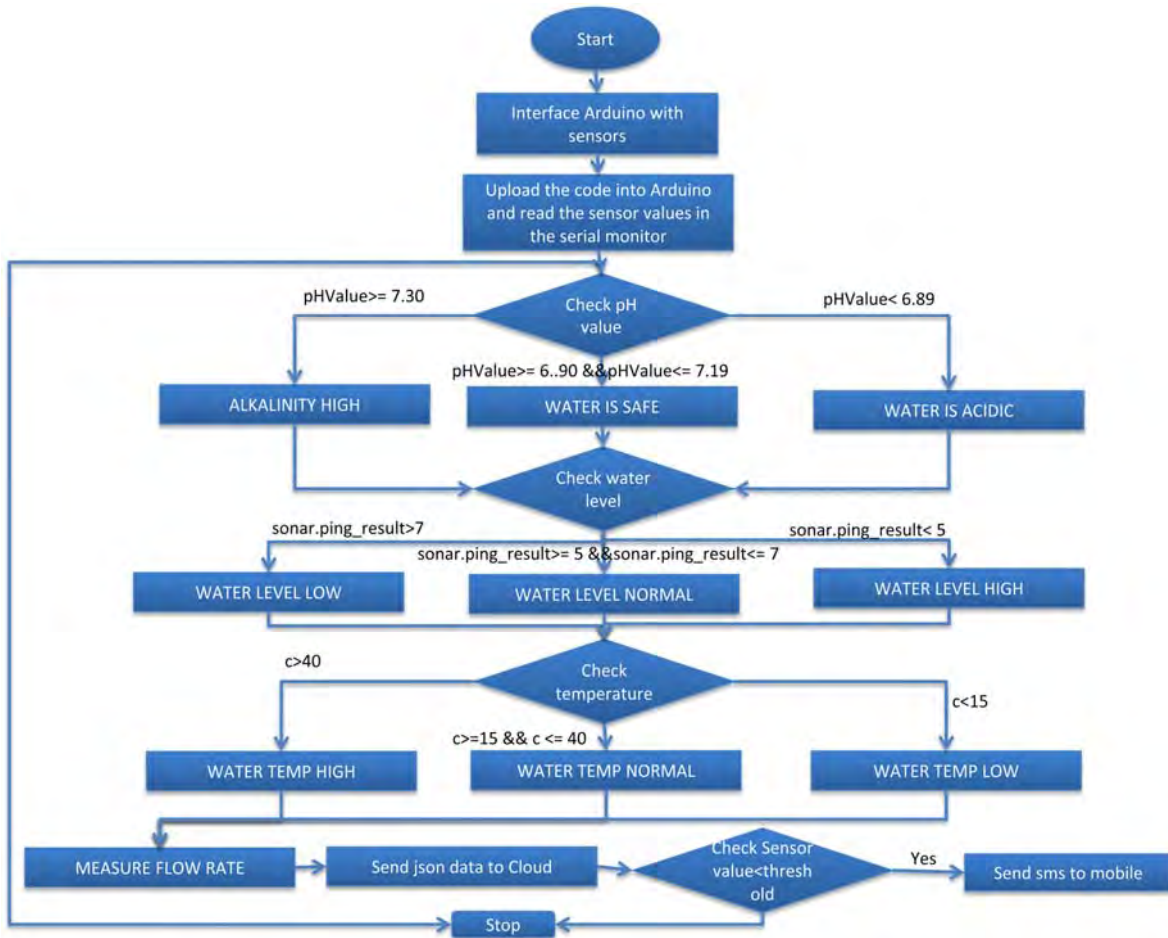 Start
Interface Arduino with
sensors
Upload the code into Arduino
and read the sensor values in
the serial monitor
pHValue>= 7.30
Check pH
value
pHValue< 6.89
pHValue>= 6..90 &&pHValue<= 7.19
ALKALINITY HIGH
WATER IS SAFE
WATER IS ACIDIC
Check water
level
sonar.ping_result>7
sonar.ping_result>= 5 &&sonar.ping_result<= 7
sonar.ping_result< 5
WATER LEVEL LOW
WATER LEVEL NORMAL
WATER LEVEL HIGH
c>40
Check
temperature
c<15
c>=15 && c <= 40
WATER TEMP HIGH
WATER TEMP NORMAL
WATER TEMP LOW
MEASURE FLOW RATE
Send json data to Cloud
Check Sensor
value<thresh
old
Yes
Send sms to mobile
Stop